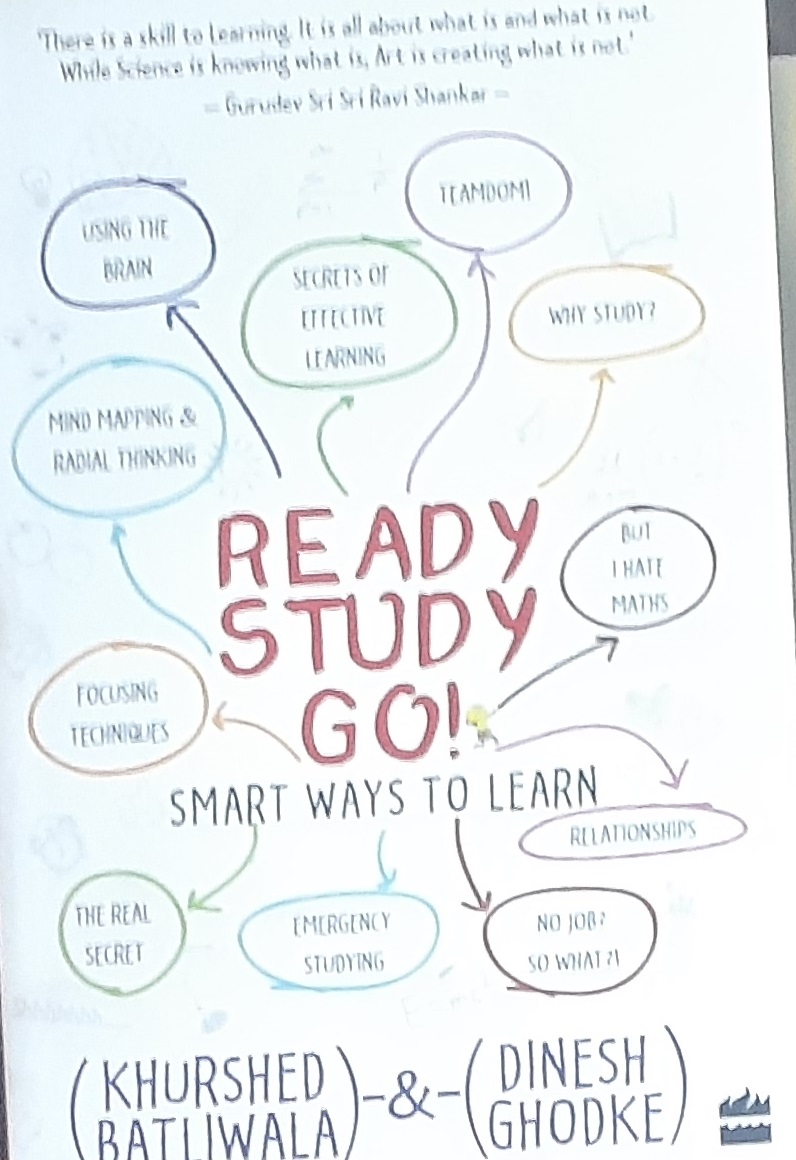 'There is a skill to Learning. It is all about what is and what is not.
While Science is knowing what is, Art is creating what is not.'
- Gurudev Sri Sri Ravi Shankar -
TEAMDOM!
USING THE
BRAIN
SECRETS OF
EFFECTIVE
LEARNING
WHY STUDY?
MIND MAPPING &
RADIAL THINKING
READY
STUDY
GO!
BUT
I HATE
MATHS
FOCUSING
TECHNIQUES
SMART WAYS TO LEARN
RELATIONSHIPS
THE REAL
SECRET
EMERGENCY
STUDYING
NO JOB?
SO WHAT?!
(KHURSHED
BATLIWALA)
-&-
(DINESH
GHODKE)